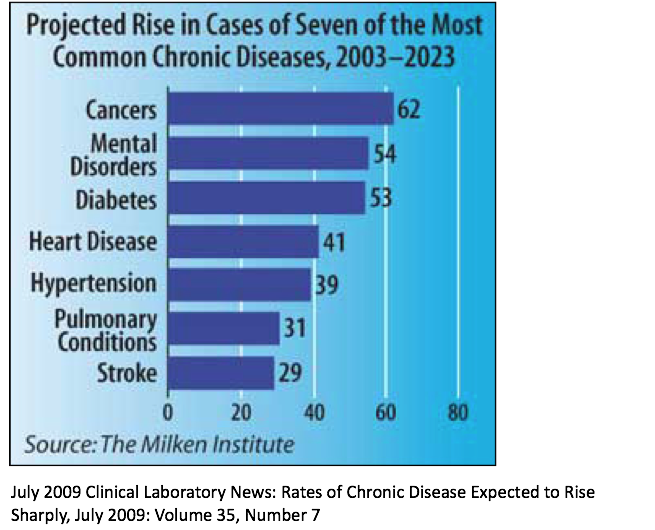 Projected Rise in Cases of Seven of the Most
Common Chronic Diseases, 2003–2023
Cancers 62
Mental
Disorders 54
Diabetes 53
Heart Disease 41
Hypertension 39
Pulmonary
Conditions 31
Stroke 29
0 20 40 60 80
Source: The Milken Institute
July 2009 Clinical Laboratory News: Rates of Chronic Disease Expected to Rise
Sharply, July 2009: Volume 35, Number 7